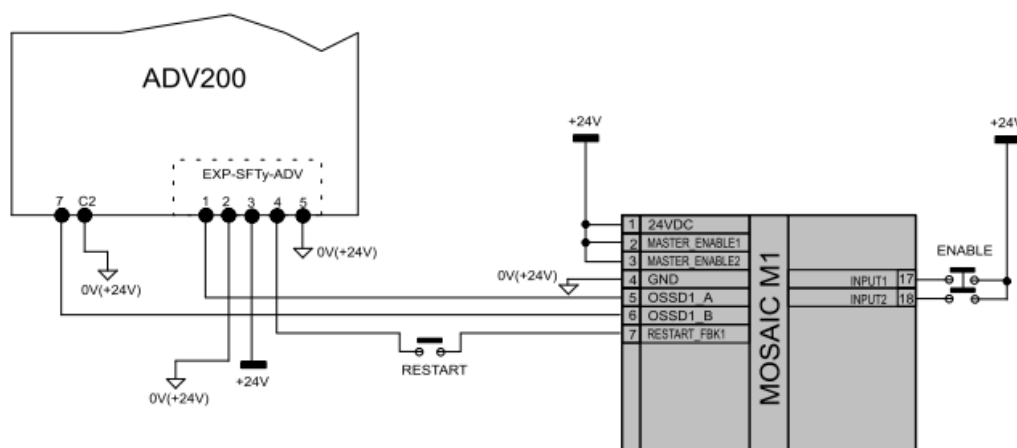 ADV200
EXP-SFTy-ADV
7 C2 1 2 3 4 5
0V(+24V)
0V(+24V)
0V(+24V)
+24V
RESTART
+24V
0V(+24V)
1 24VDC
2 MASTER_ENABLE1
3 MASTER_ENABLE2
4 GND
5 OSSD1_A
6 OSSD1_B
7 RESTART_FBK1
MOSAIC M1
INPUT1 17
INPUT2 18
ENABLE
+24V